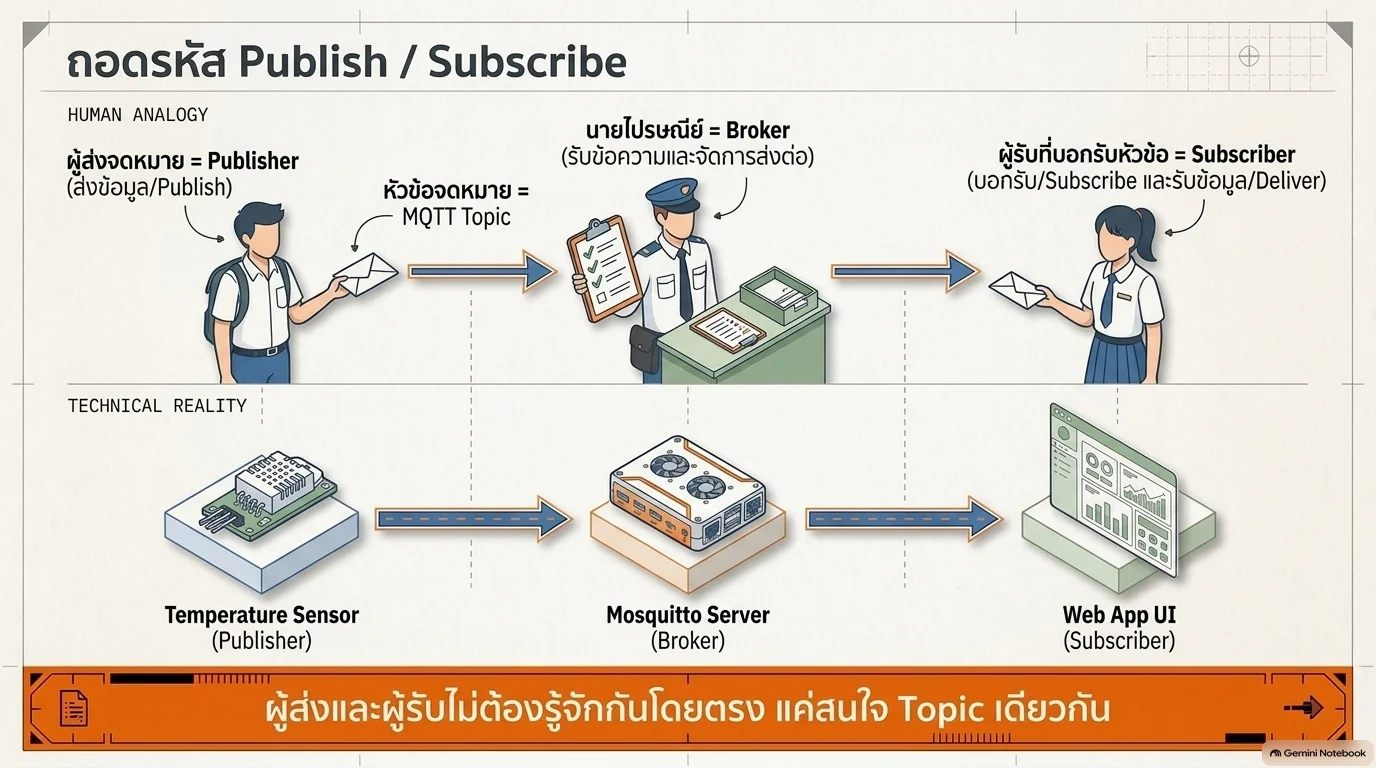 ถอดรหัส Publish / Subscribe
HUMAN ANALOGY
ผู้ส่งจดหมาย = Publisher
(ส่งข้อมูล/Publish)
หัวข้อจดหมาย =
MQTT Topic
นายไปรษณีย์ = Broker
(รับข้อความและจัดการส่งต่อ)
ผู้รับที่บอกรับหัวข้อ = Subscriber
(บอกรับ/Subscribe และรับข้อมูล/Deliver)
TECHNICAL REALITY
Temperature Sensor
(Publisher)
Mosquitto Server
(Broker)
Web App UI
(Subscriber)
ผู้ส่งและผู้รับไม่ต้องรู้จักกันโดยตรง แค่สนใจ Topic เดียวกัน
Gemini Notebook